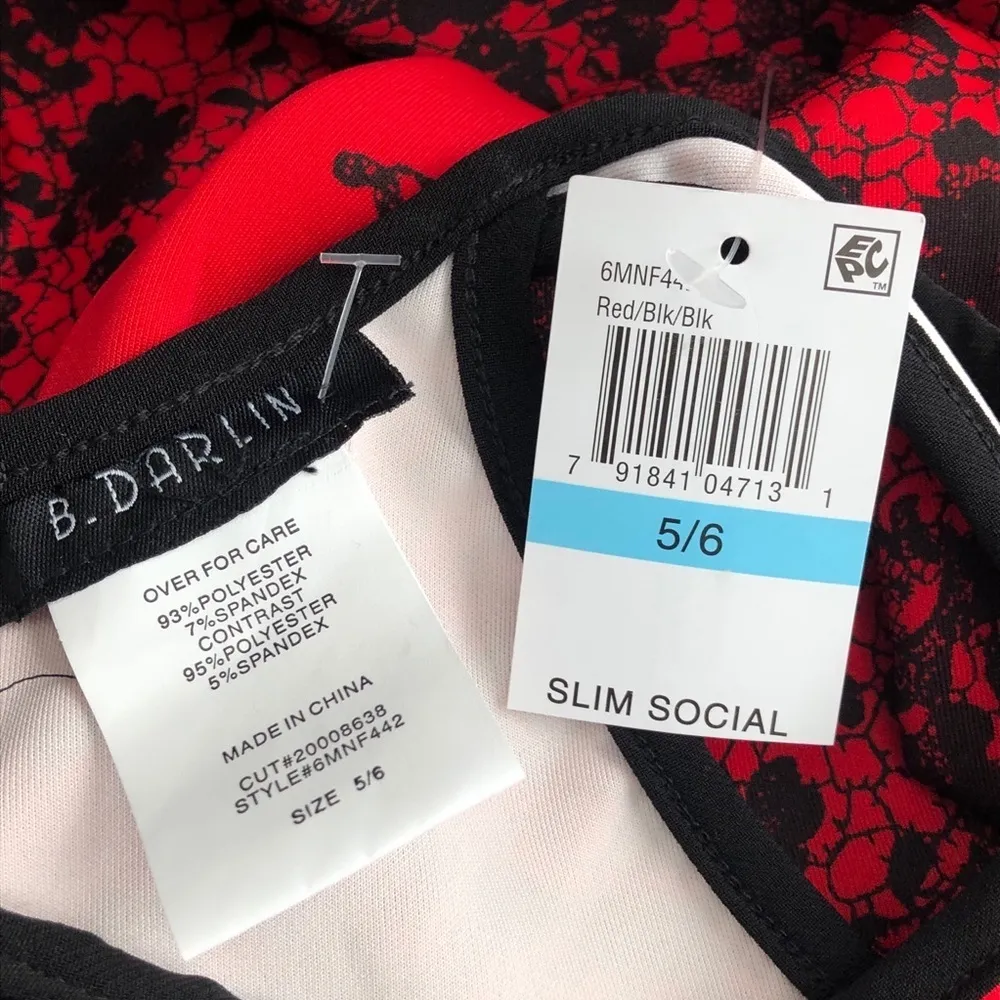 B. DARLIN
OVER FOR CARE
93%POLYESTER
7%SPANDEX
CONTRAST
95%POLYESTER
5%SPANDEX
MADE IN CHINA
CUT#20008638
STYLE#6MNF442
SIZE 5/6
EPC
TM
6MNF44
Red/Blk/Blk
7 91841 04713 1
5/6
SLIM SOCIAL